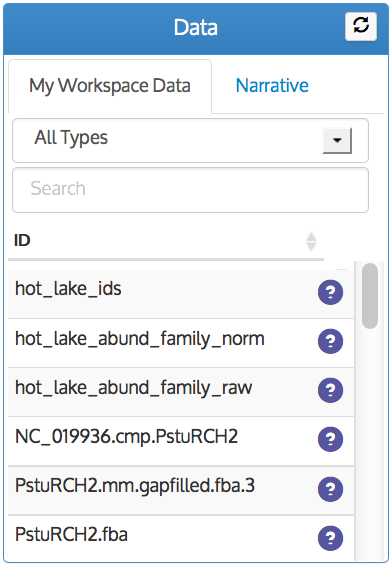 Data
My Workspace Data
Narrative
All Types
Search
ID
hot_lake_ids
?
hot_lake_abund_family_norm
?
hot_lake_abund_family_raw
?
NC_019936.cmp.PstuRCH2
?
PstuRCH2.mm.gapfilled.fba.3
?
PstuRCH2.fba
?